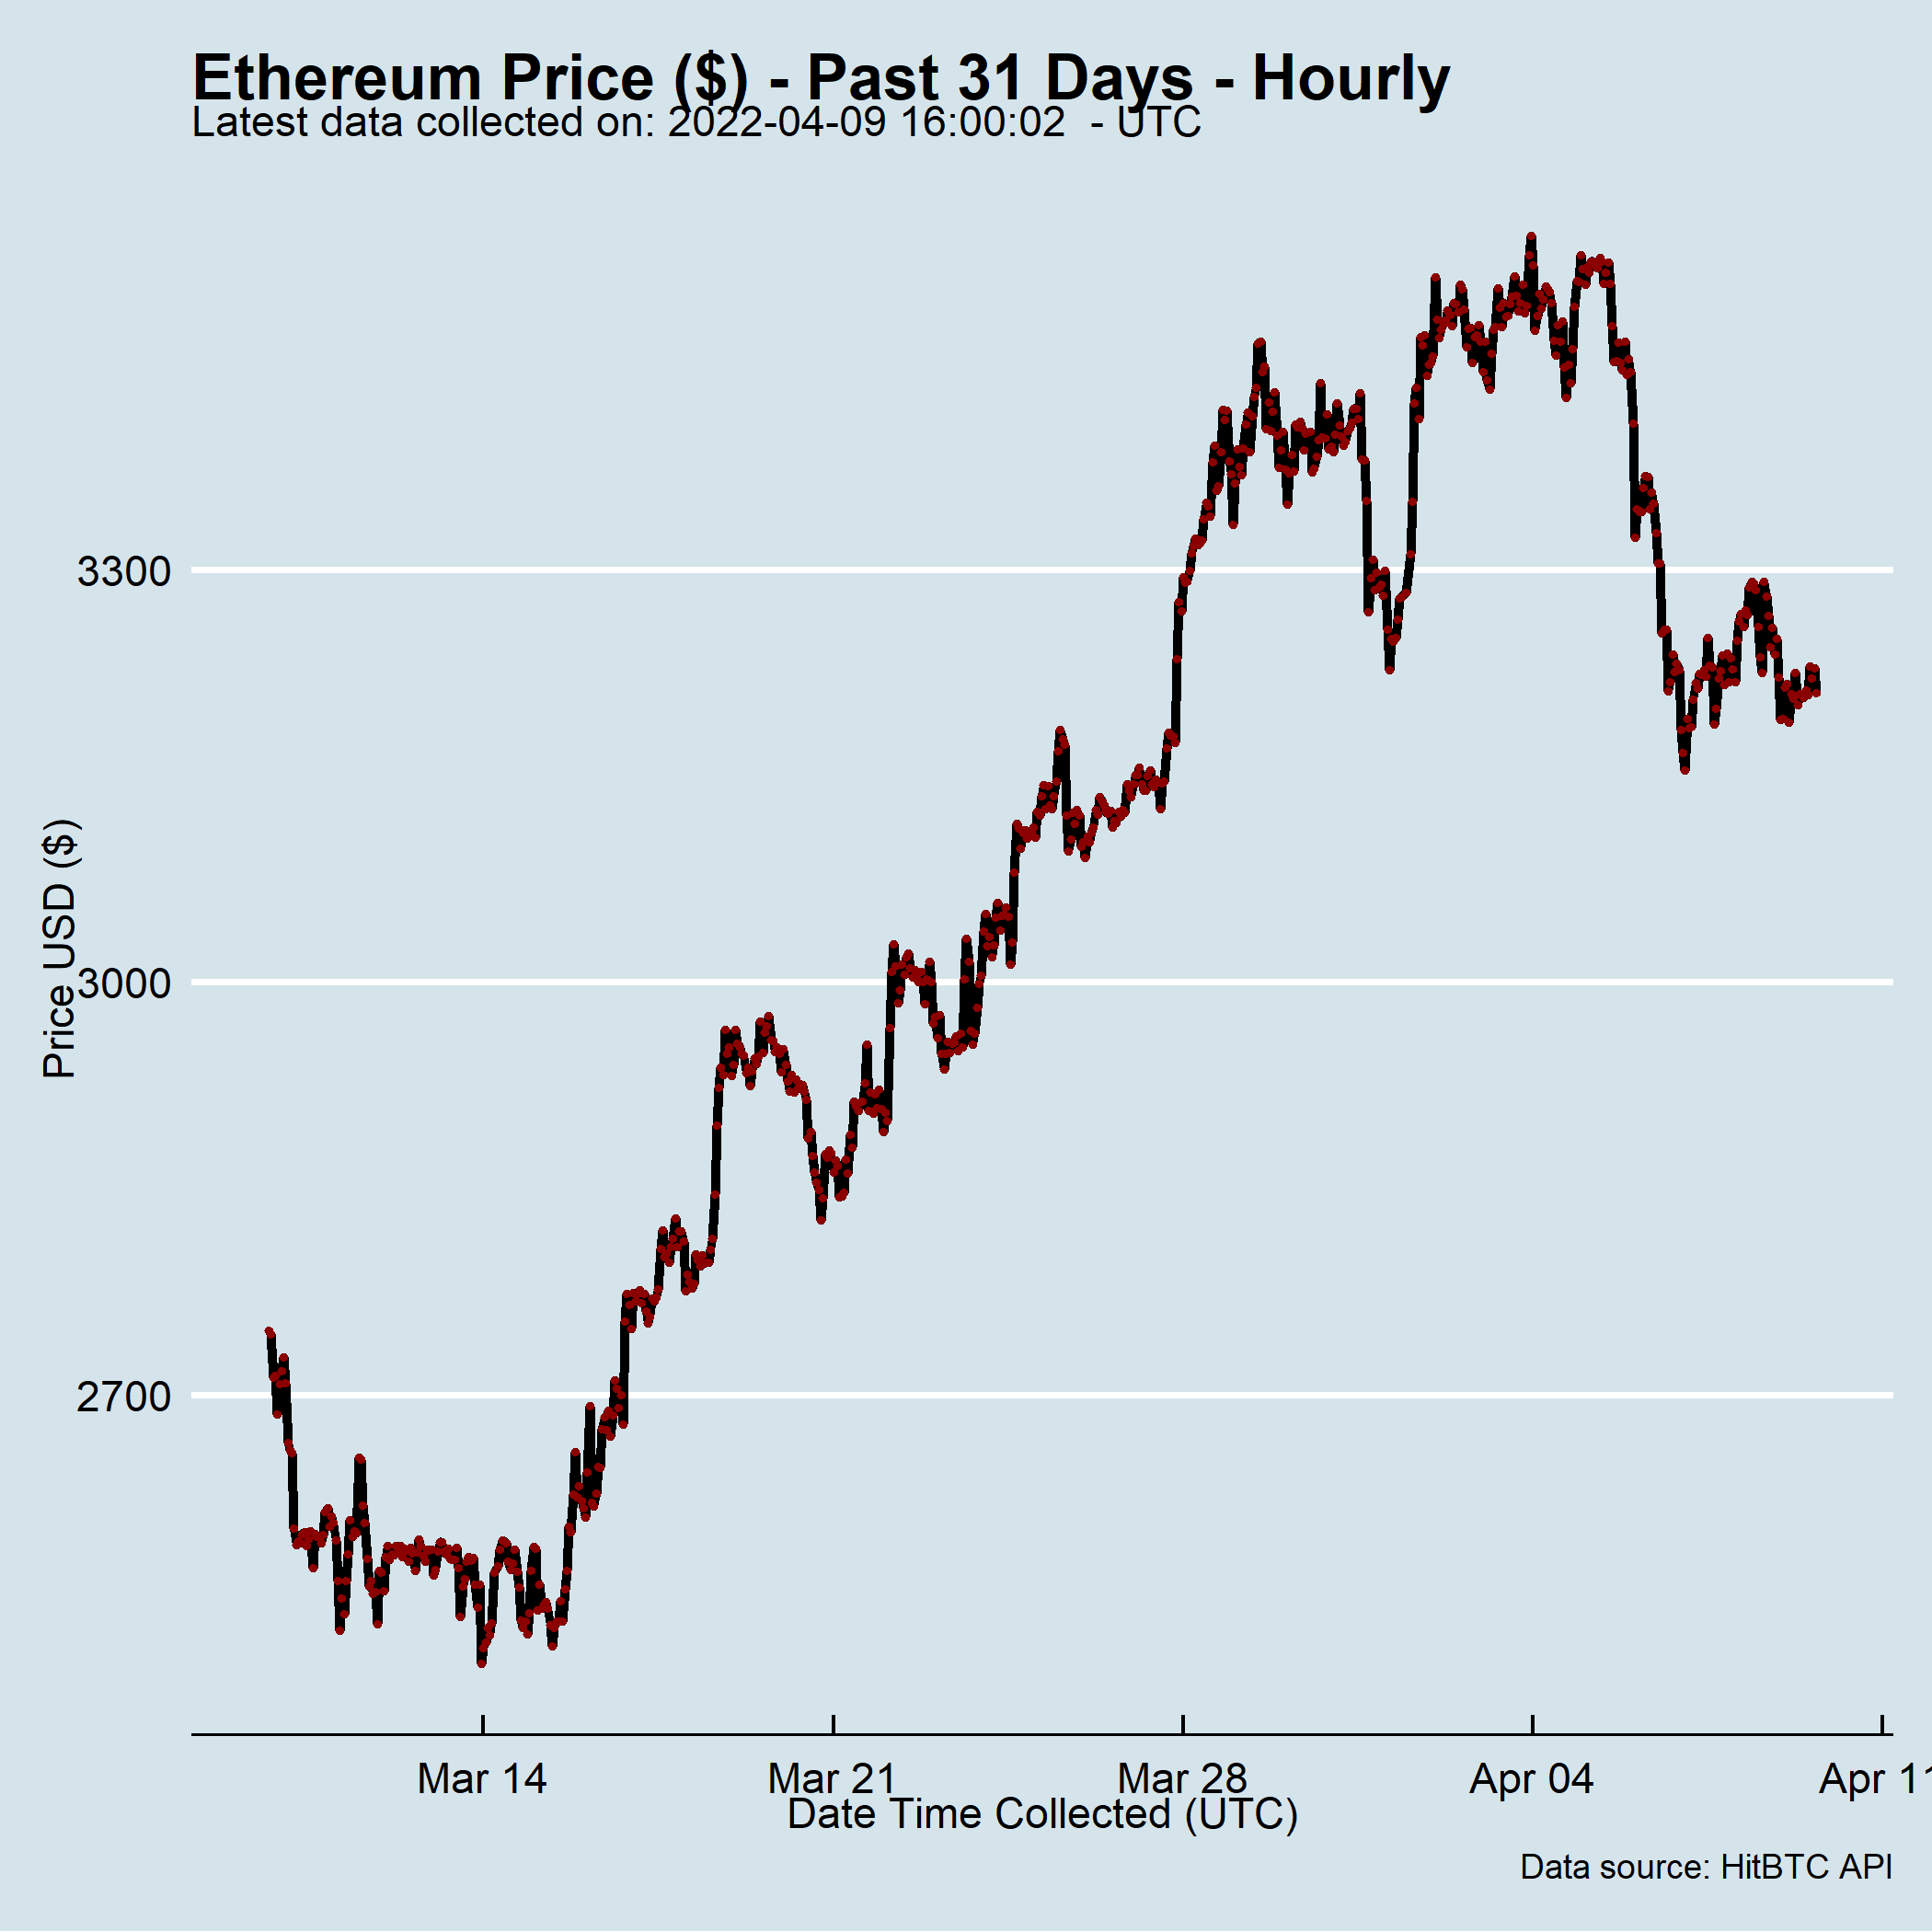 Ethereum Price ($) - Past 31 Days - Hourly
Latest data collected on: 2022-04-09 16:00:02  - UTC
Price USD ($)
3300
3000
2700
Mar 14
Mar 21
Mar 28
Apr 04
Apr 11
Date Time Collected (UTC)
Data source: HitBTC API